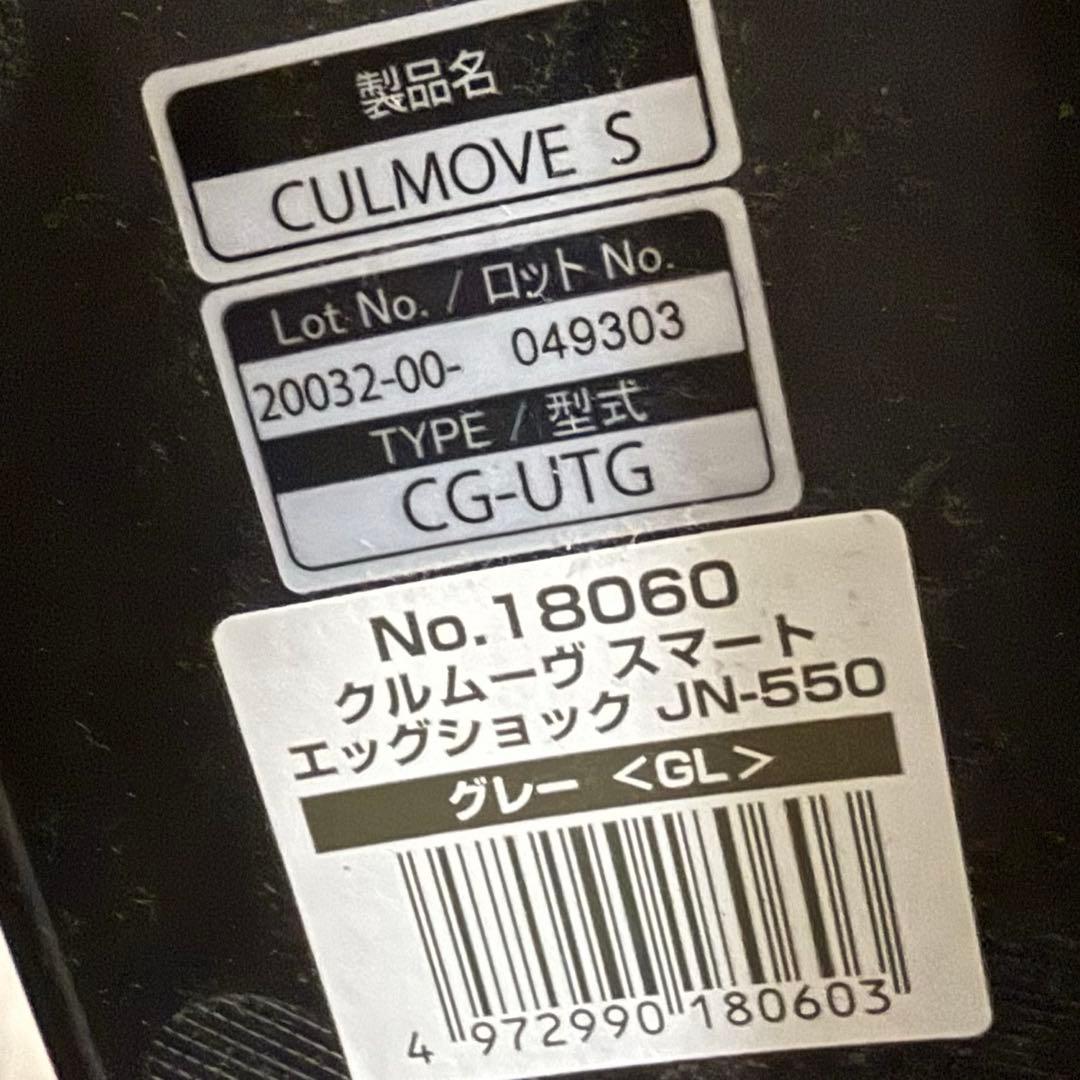 製品名
CULMOVE S
Lot No. / ロット No.
20032-00- 049303
TYPE / 型式
CG-UTG
No.18060
クルムーヴ スマート
エッグショック JN-550
グレー <GL>
4 972990 180603